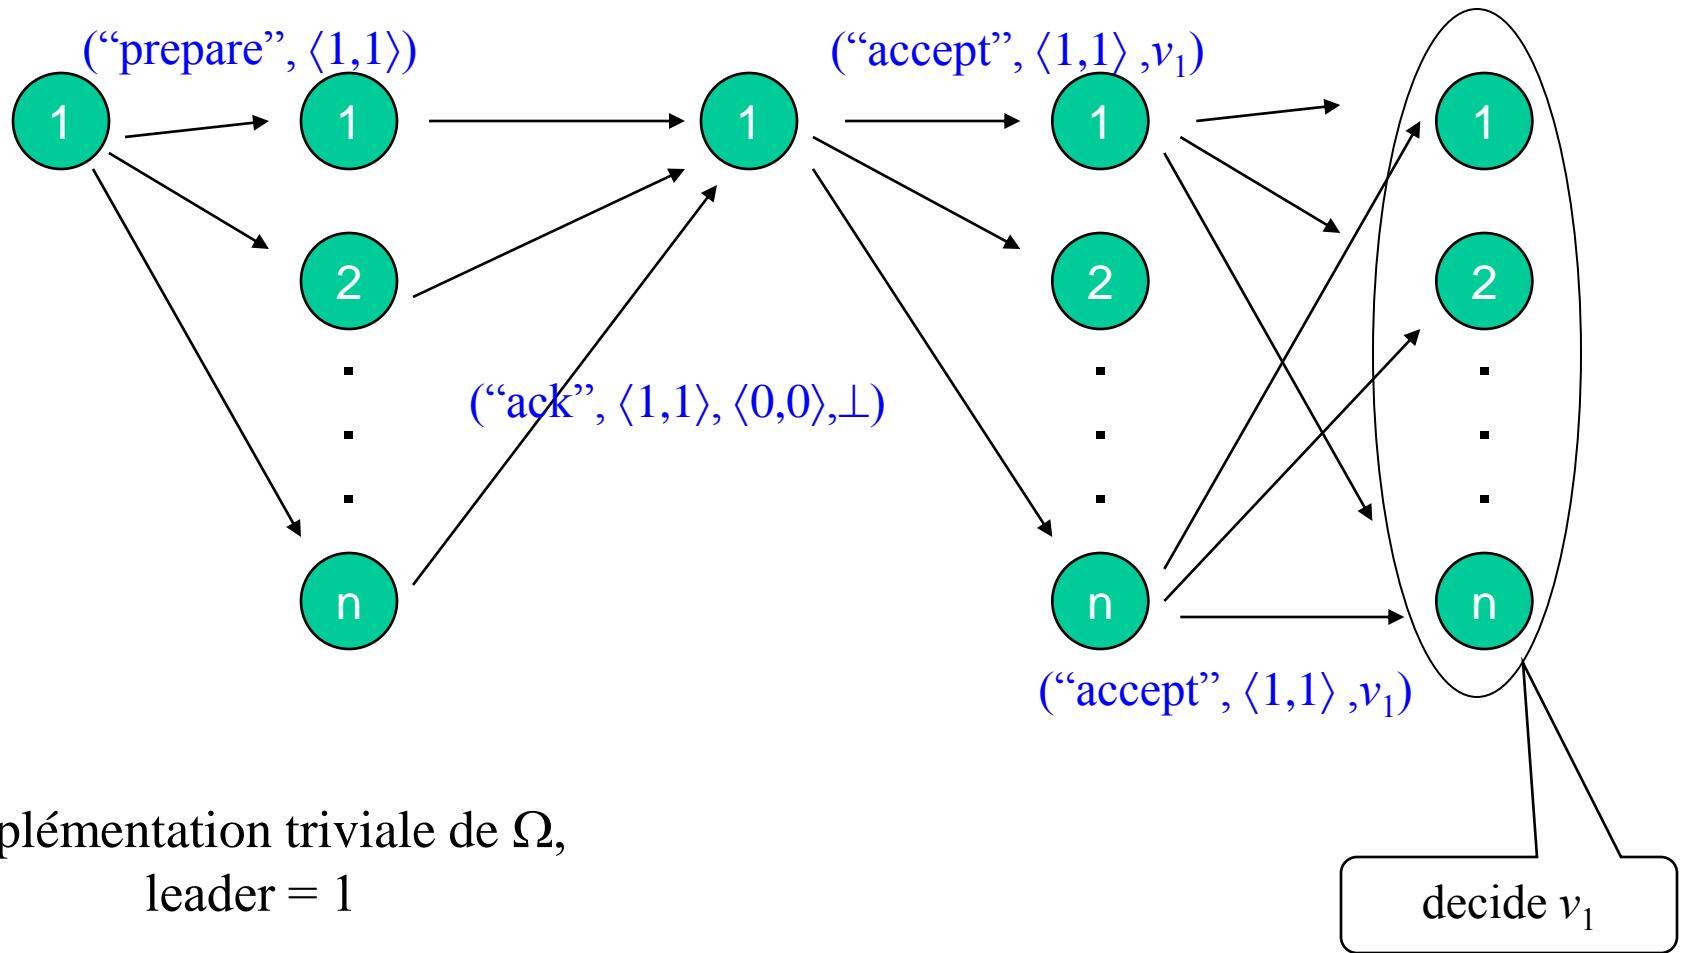 (“prepare”, ⟨1,1⟩)
(“accept”, ⟨1,1⟩ ,v₁)
1 1 1 1 1
2 2 2
(“ack”, ⟨1,1⟩, ⟨0,0⟩,⊥)
n n n
(“accept”, ⟨1,1⟩ ,v₁)
plémentation triviale de Ω,
leader = 1
decide v₁